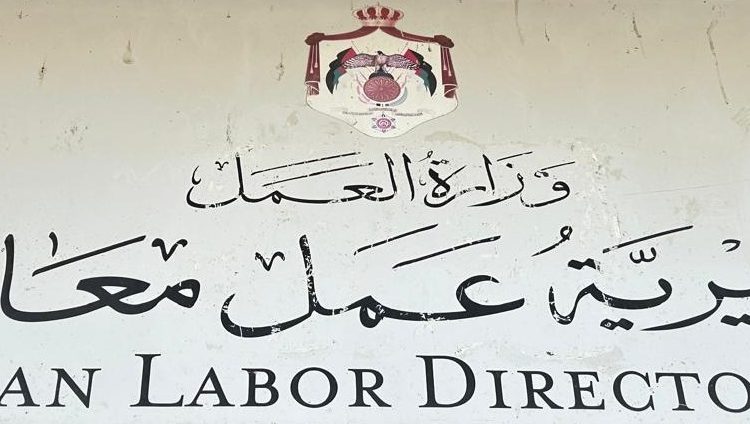 وزارة العمل
يرية عمل معا
AN LABOR DIRECTO